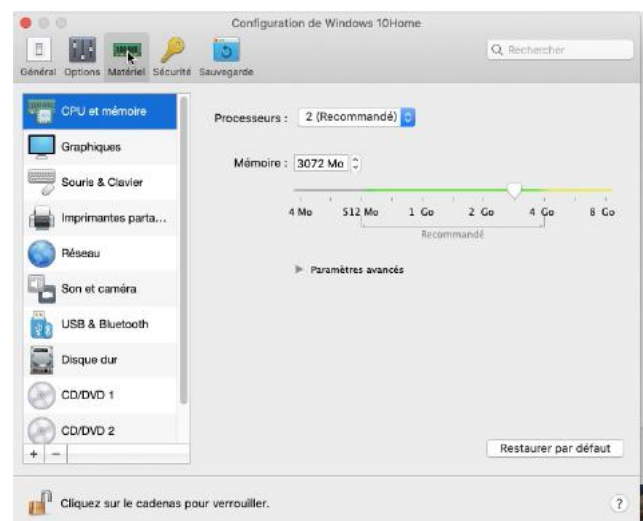 Configuration de Windows 10Home
Rechercher
Général Options Matériel Sécurité Sauvegarde
CPU et mémoire
Graphiques
Souris & Clavier
Imprimantes parta...
Réseau
Son et caméra
USB & Bluetooth
Disque dur
CD/DVD 1
CD/DVD 2
+ −
Processeurs : 2 (Recommandé)
Mémoire : 3072 Mo
4 Mo 512 Mo 1 Go 2 Go 4 Go 8 Go
Recommandé
Paramètres avancés
Restaurer par défaut
Cliquez sur le cadenas pour verrouiller.
?